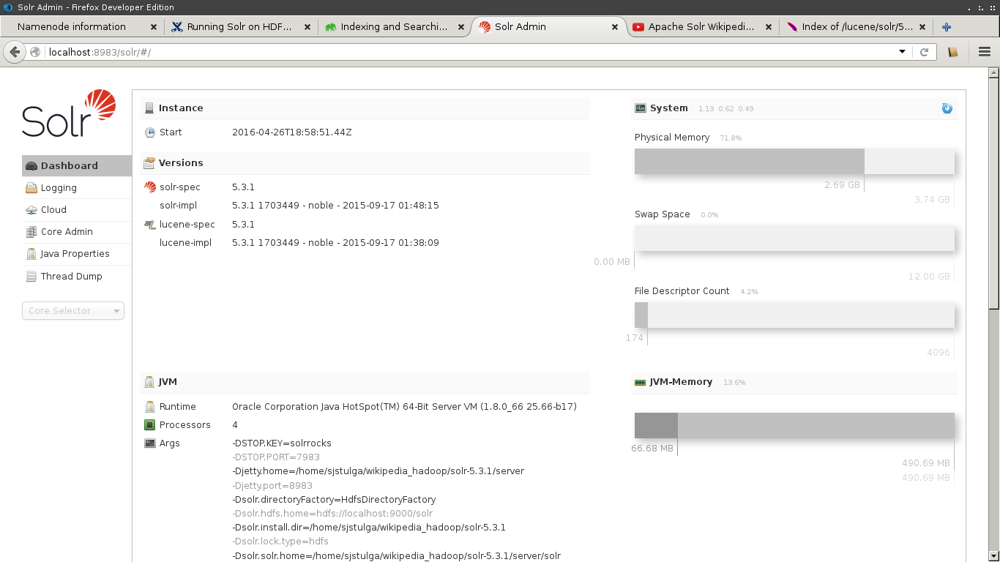 Solr Admin - Firefox Developer Edition
Namenode information
Running Solr on HDF...
Indexing and Searchi...
Solr Admin
Apache Solr Wikipedi...
Index of /lucene/solr/5...
localhost:8983/solr/#/
Solr
Dashboard
Logging
Cloud
Core Admin
Java Properties
Thread Dump
Core Selector
Instance
Start 2016-04-26T18:58:51.44Z
Versions
solr-spec 5.3.1
solr-impl 5.3.1 1703449 - noble - 2015-09-17 01:48:15
lucene-spec 5.3.1
lucene-impl 5.3.1 1703449 - noble - 2015-09-17 01:38:09
System 1.13 0.62 0.49
Physical Memory 71.8%
2.69 GB
3.74 GB
Swap Space 0.0%
0.00 MB
12.00 GB
File Descriptor Count 4.2%
174
4096
JVM
Runtime Oracle Corporation Java HotSpot(TM) 64-Bit Server VM (1.8.0_66 25.66-b17)
Processors 4
Args -DSTOP.KEY=solrrocks
-DSTOP.PORT=7983
-Djetty.home=/home/sjstulga/wikipedia_hadoop/solr-5.3.1/server
-Djetty.port=8983
-Dsolr.directoryFactory=HdfsDirectoryFactory
-Dsolr.hdfs.home=hdfs://localhost:9000/solr
-Dsolr.install.dir=/home/sjstulga/wikipedia_hadoop/solr-5.3.1
-Dsolr.lock.type=hdfs
-Dsolr.solr.home=/home/sjstulga/wikipedia_hadoop/solr-5.3.1/server/solr
JVM-Memory 13.6%
66.68 MB
490.69 MB
490.69 MB